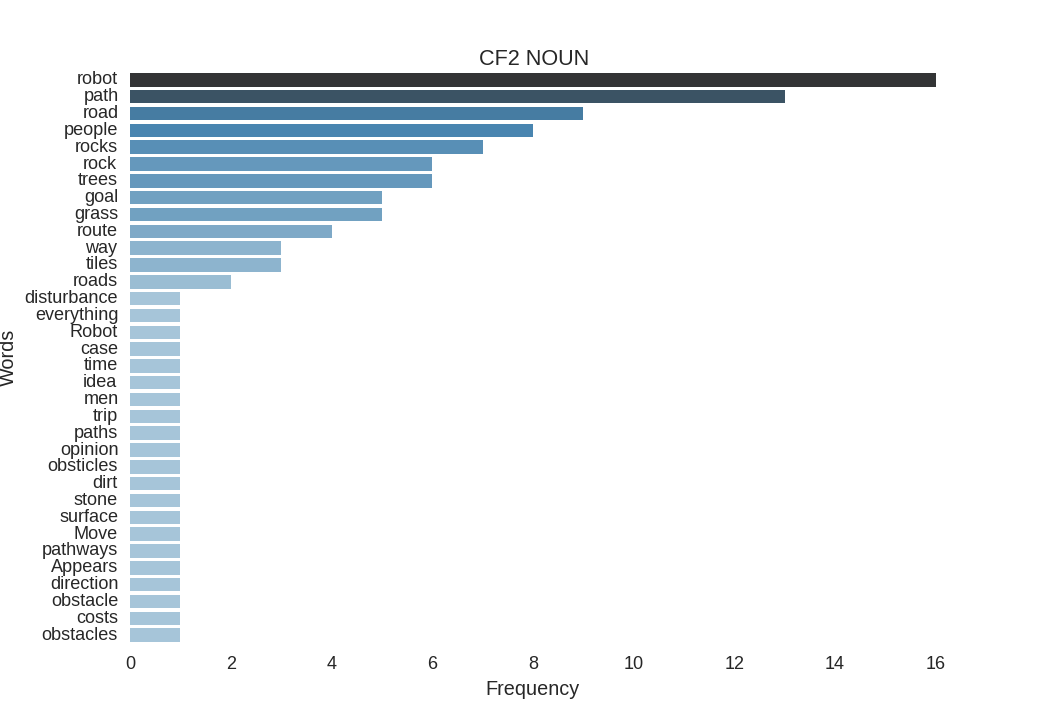 CF2 NOUN
robot
path
road
people
rocks
rock
trees
goal
grass
route
way
tiles
roads
disturbance
everything
Robot
case
time
idea
men
trip
paths
opinion
obsticles
dirt
stone
surface
Move
pathways
Appears
direction
obstacle
costs
obstacles
Words
0 2 4 6 8 10 12 14 16
Frequency